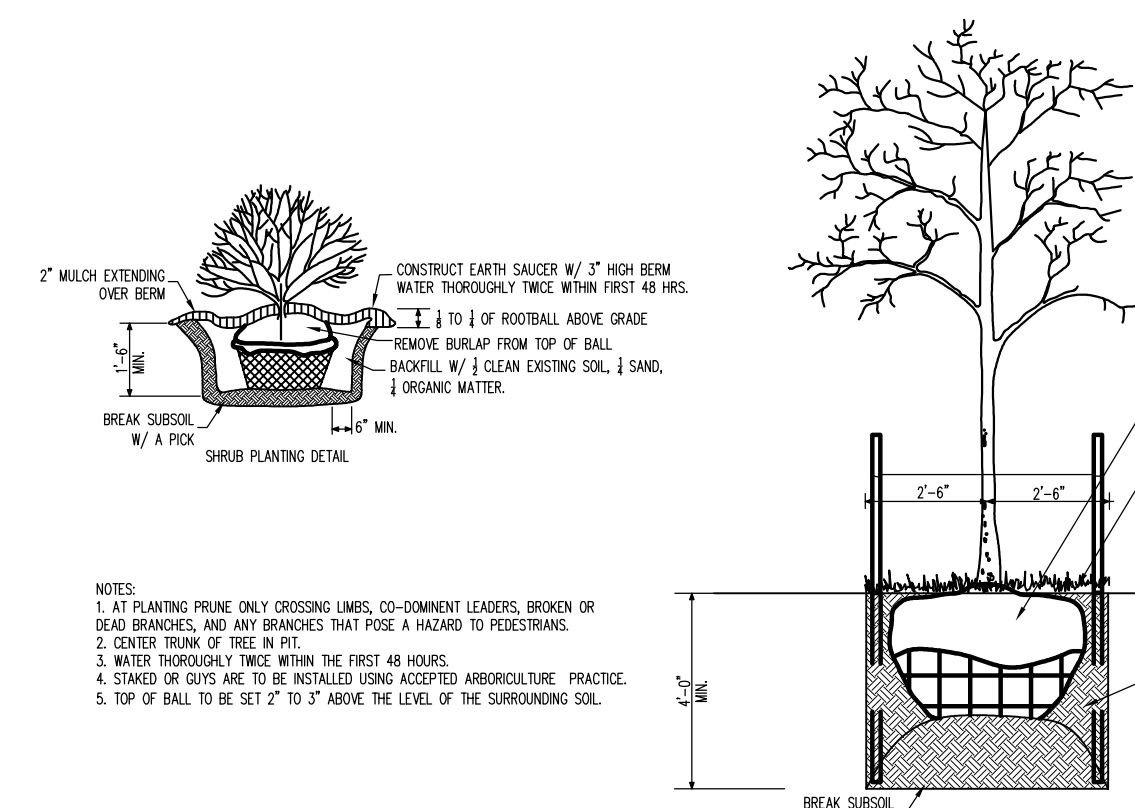 2" MULCH EXTENDING
OVER BERM
CONSTRUCT EARTH SAUCER W/ 3" HIGH BERM
WATER THOROUGHLY TWICE WITHIN FIRST 48 HRS.
1/8 TO 1/4 OF ROOTBALL ABOVE GRADE
REMOVE BURLAP FROM TOP OF BALL
BACKFILL W/ 1/2 CLEAN EXISTING SOIL, 1/4 SAND,
1/4 ORGANIC MATTER.
1'-6"
MIN.
BREAK SUBSOIL
W/ A PICK
6" MIN.
SHRUB PLANTING DETAIL
2'-6"
2'-6"
NOTES:
1. AT PLANTING PRUNE ONLY CROSSING LIMBS, CO-DOMINENT LEADERS, BROKEN OR
DEAD BRANCHES, AND ANY BRANCHES THAT POSE A HAZARD TO PEDESTRIANS.
2. CENTER TRUNK OF TREE IN PIT.
3. WATER THOROUGHLY TWICE WITHIN THE FIRST 48 HOURS.
4. STAKED OR GUYS ARE TO BE INSTALLED USING ACCEPTED ARBORICULTURE PRACTICE.
5. TOP OF BALL TO BE SET 2" TO 3" ABOVE THE LEVEL OF THE SURROUNDING SOIL.
4'-0"
MIN.
BREAK SUBSOIL